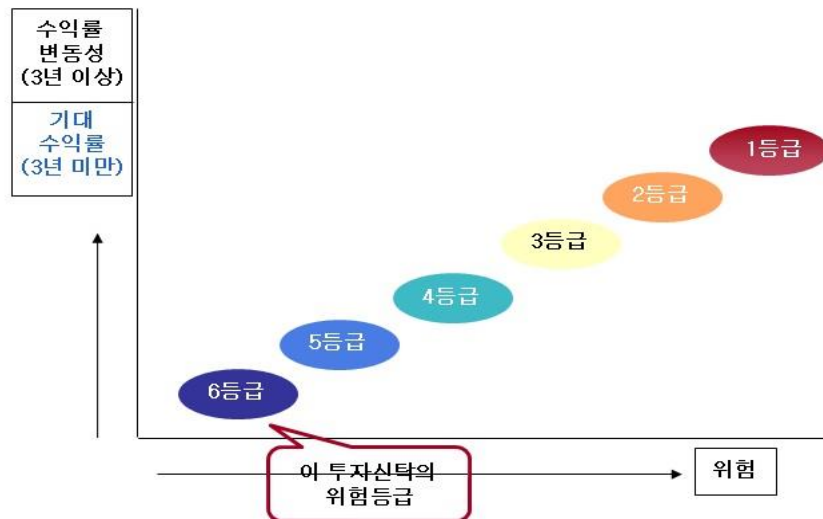 수익률
변동성
(3년 이상)
기대
수익률
(3년 미만)
1등급
2등급
3등급
4등급
5등급
6등급
이 투자신탁의
위험등급
위험